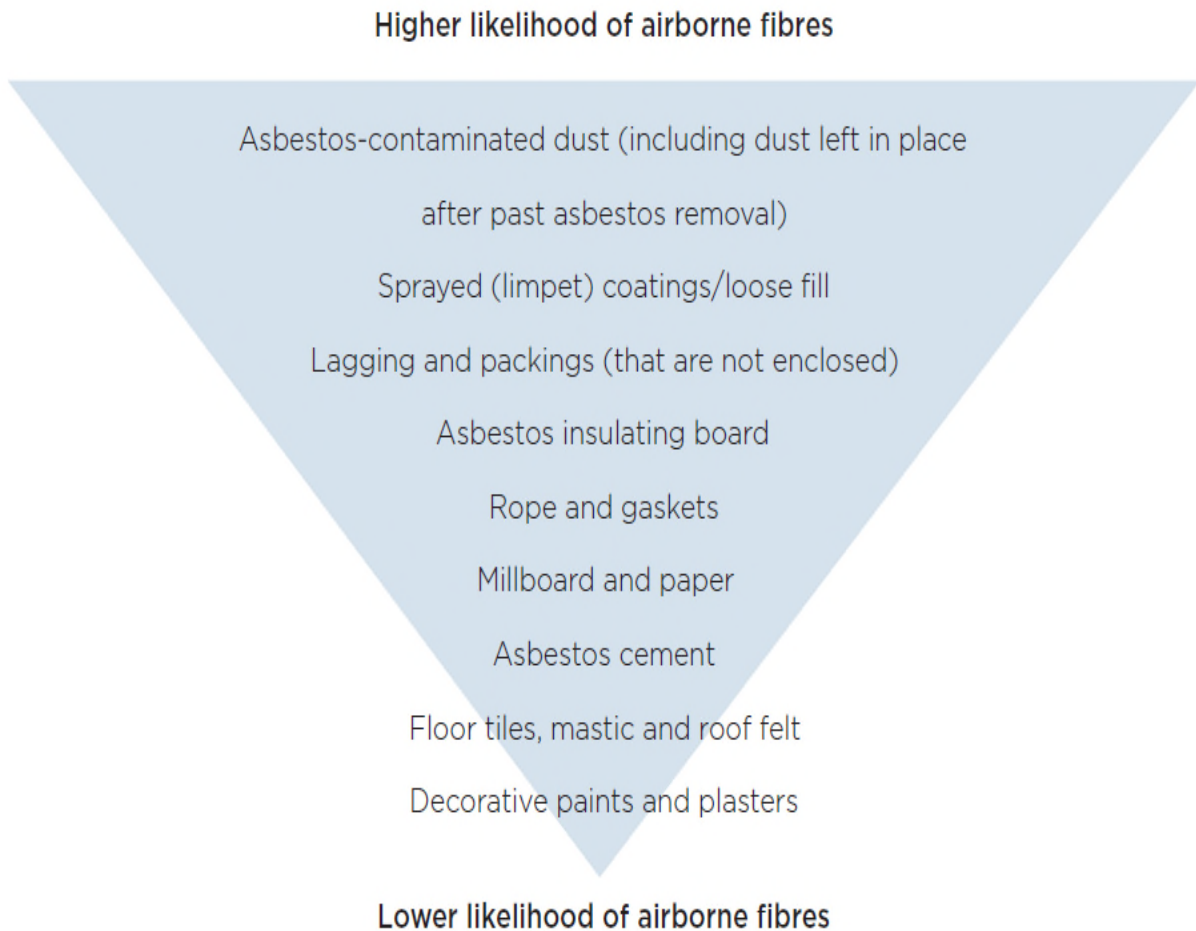 Higher likelihood of airborne fibres
Asbestos-contaminated dust (including dust left in place
after past asbestos removal)
Sprayed (limpet) coatings/loose fill
Lagging and packings (that are not enclosed)
Asbestos insulating board
Rope and gaskets
Millboard and paper
Asbestos cement
Floor tiles, mastic and roof felt
Decorative paints and plasters
Lower likelihood of airborne fibres